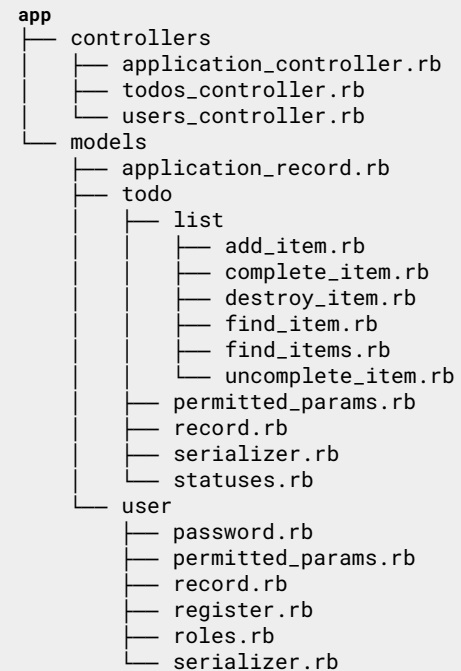 app
├── controllers
│   ├── application_controller.rb
│   ├── todos_controller.rb
│   └── users_controller.rb
└── models
    ├── application_record.rb
    ├── todo
    │   ├── list
    │   │   ├── add_item.rb
    │   │   ├── complete_item.rb
    │   │   ├── destroy_item.rb
    │   │   ├── find_item.rb
    │   │   ├── find_items.rb
    │   │   └── uncomplete_item.rb
    │   ├── permitted_params.rb
    │   ├── record.rb
    │   ├── serializer.rb
    │   └── statuses.rb
    └── user
        ├── password.rb
        ├── permitted_params.rb
        ├── record.rb
        ├── register.rb
        ├── roles.rb
        └── serializer.rb